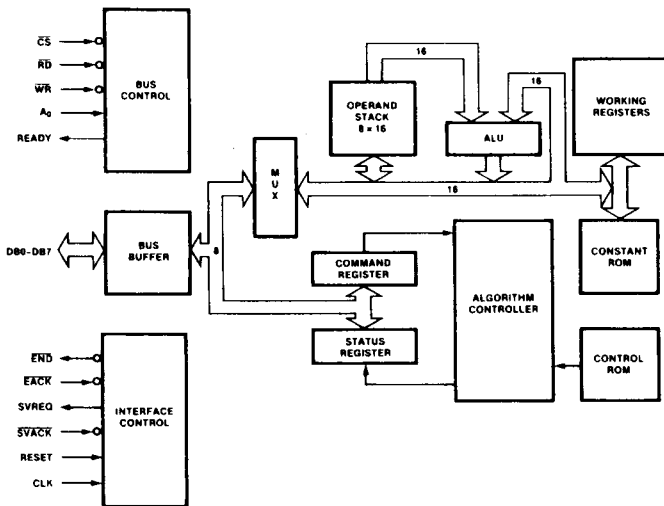 CS
RD
WR
A0
READY
BUS
CONTROL
16
OPERAND
STACK
8 × 16
16
ALU
WORKING
REGISTERS
MUX
16
DB0-DB7
BUS
BUFFER
8
COMMAND
REGISTER
STATUS
REGISTER
ALGORITHM
CONTROLLER
CONSTANT
ROM
CONTROL
ROM
END
EACK
SVREQ
SVACK
RESET
CLK
INTERFACE
CONTROL